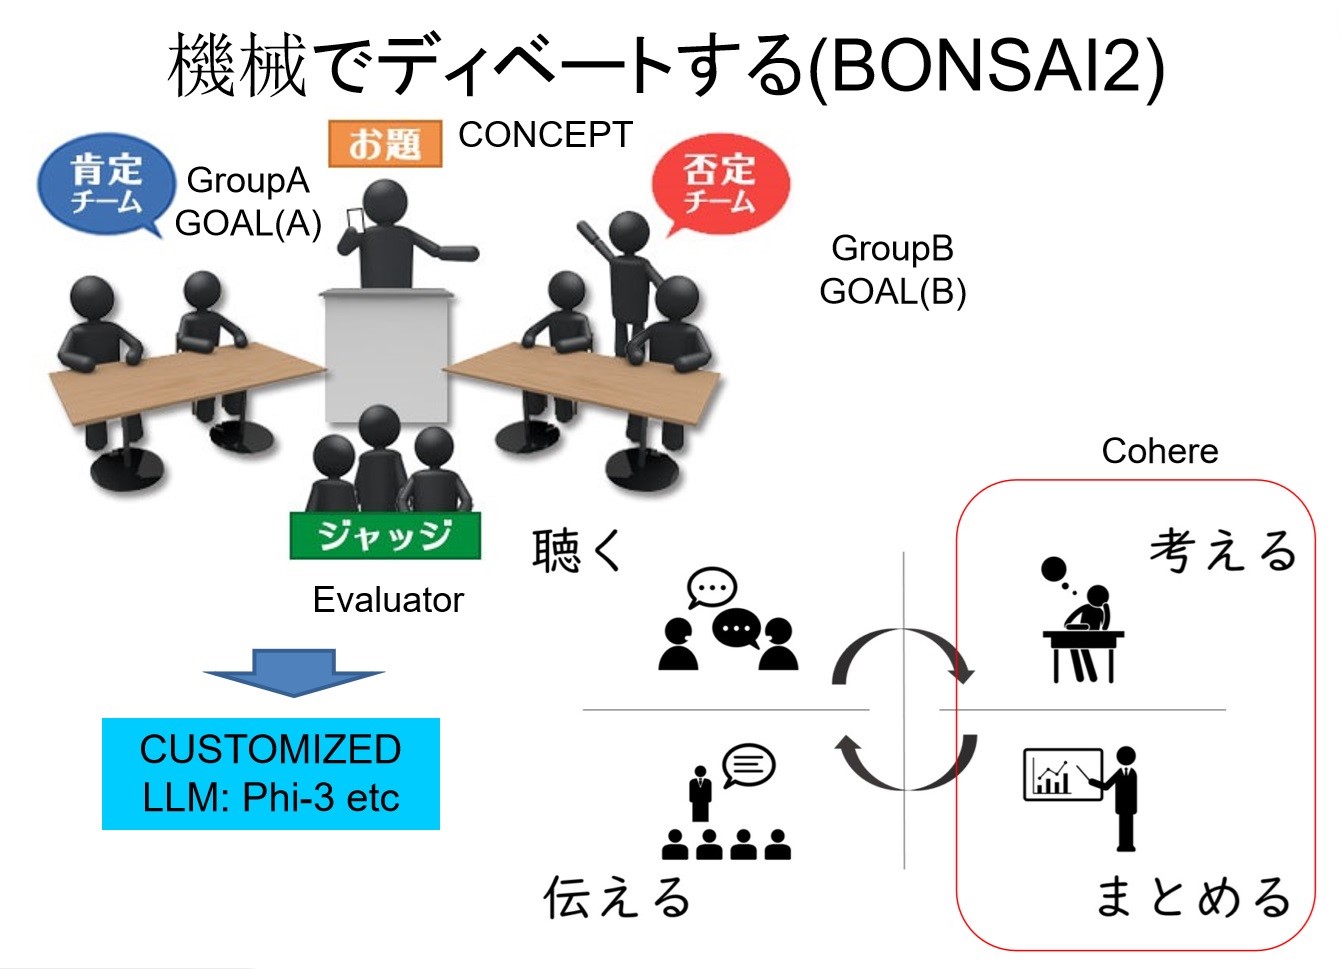 機械でディベートする(BONSAI2)
お題
CONCEPT
肯定
チーム
GroupA
GOAL(A)
否定
チーム
GroupB
GOAL(B)
ジャッジ
Evaluator
CUSTOMIZED
LLM: Phi-3 etc
Cohere
聴く
考える
伝える
まとめる